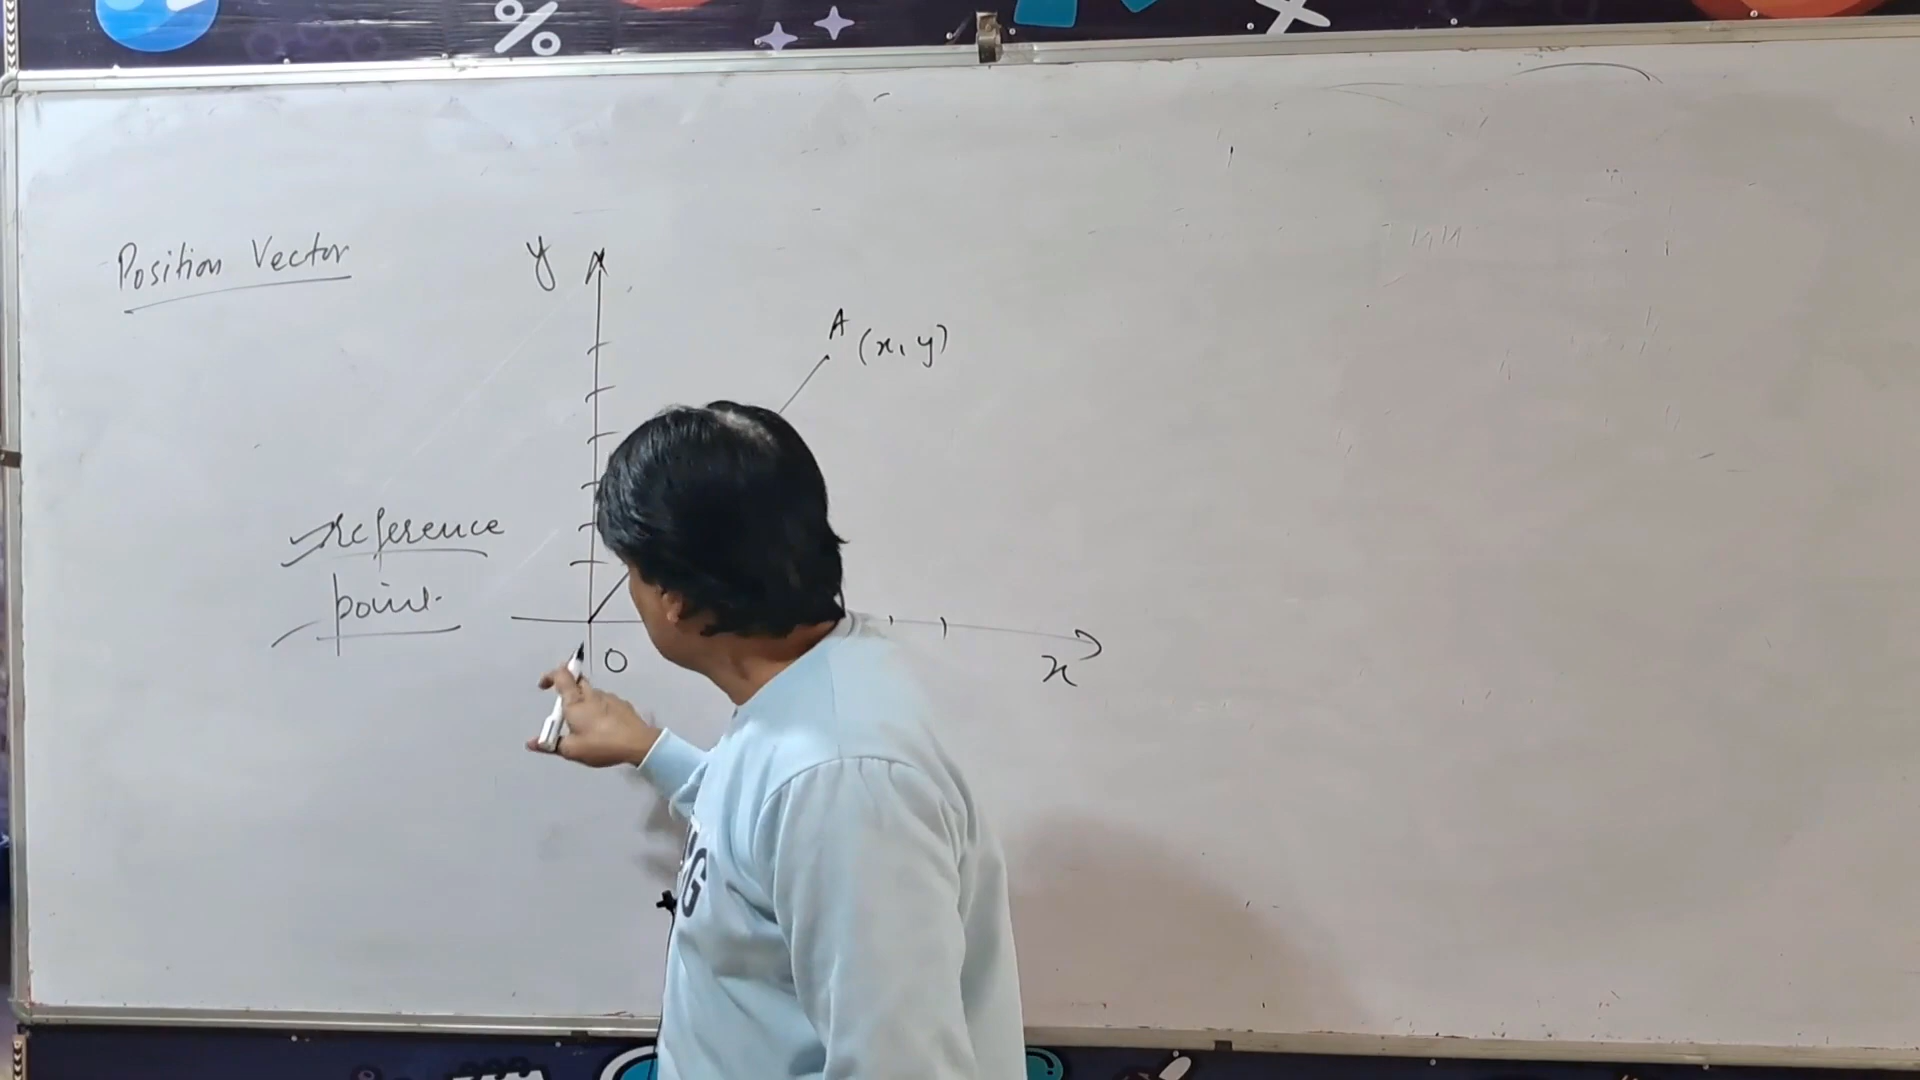 Position Vector
y
A (x, y)
reference
point
O
x
%
G